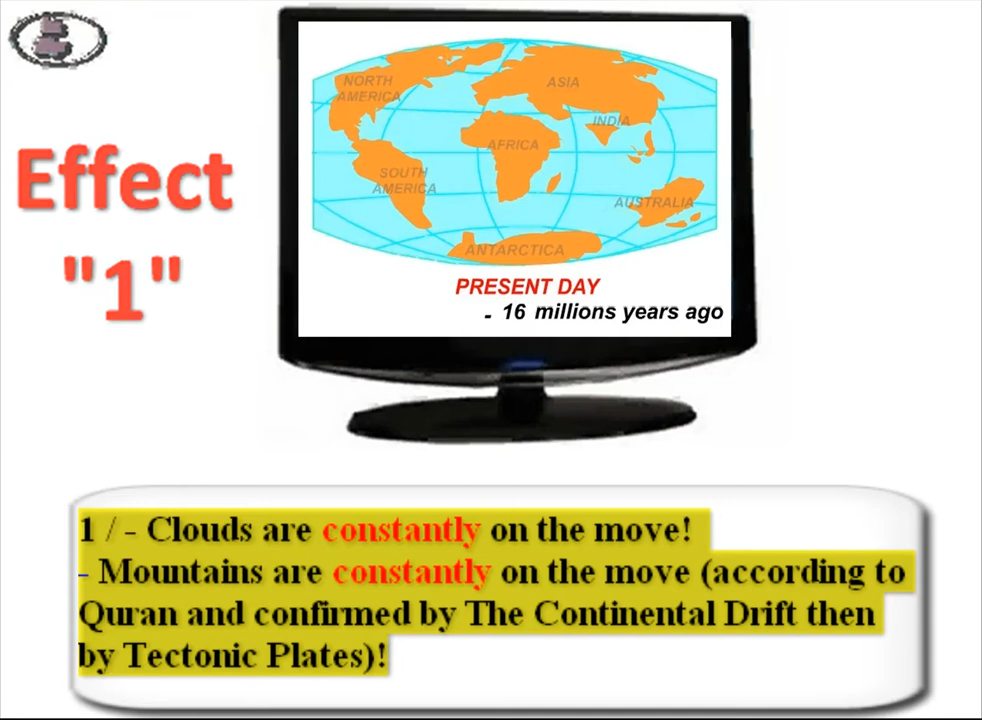 Effect
"1"
NORTH
AMERICA
ASIA
INDIA
AFRICA
SOUTH
AMERICA
AUSTRALIA
ANTARCTICA
PRESENT DAY
- 16 millions years ago
1 / - Clouds are constantly on the move!
- Mountains are constantly on the move (according to
Quran and confirmed by The Continental Drift then
by Tectonic Plates)!